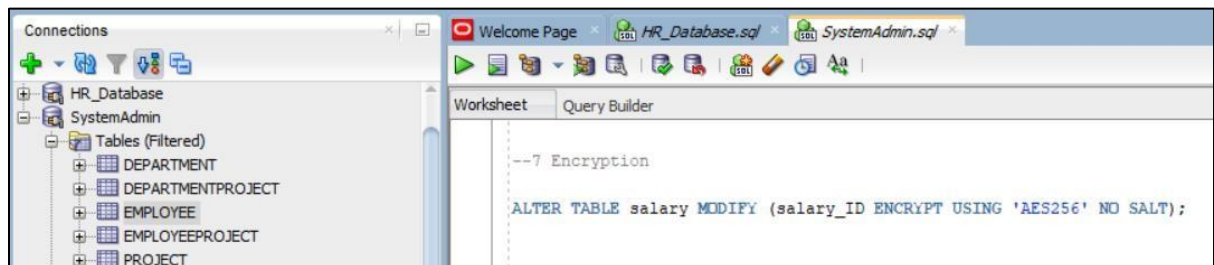 Connections
Welcome Page
HR_Database.sql
SystemAdmin.sql
HR_Database
SystemAdmin
Tables (Filtered)
DEPARTMENT
DEPARTMENTPROJECT
EMPLOYEE
EMPLOYEEPROJECT
PROJECT
Worksheet
Query Builder
--7 Encryption
ALTER TABLE salary MODIFY (salary_ID ENCRYPT USING 'AES256' NO SALT);